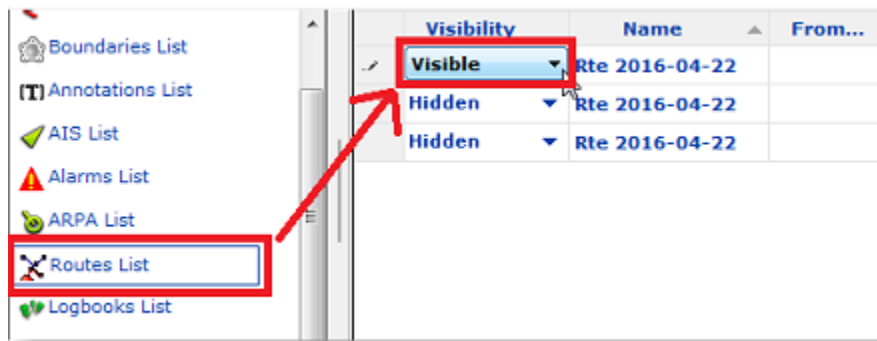 Boundaries List
[T] Annotations List
AIS List
Alarms List
ARPA List
Routes List
Logbooks List
Visibility Name From...
Visible Rte 2016-04-22
Hidden Rte 2016-04-22
Hidden Rte 2016-04-22